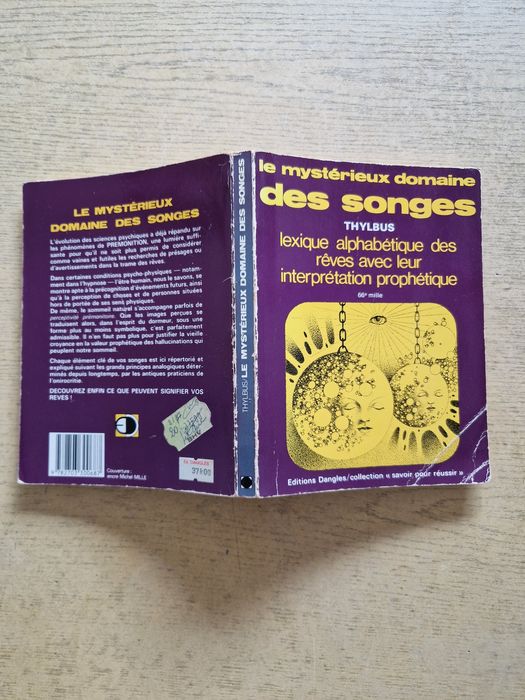 LE MYSTÉRIEUX
DOMAINE DES SONGES
L'évolution des sciences psychiques a déjà répandu sur
les phénomènes de PREMONITION, une lumière suffi-
sante pour qu'il ne soit plus permis de considérer
comme vaines et futiles les recherches de présages ou
d'avertissements dans la trame des rêves.
Dans certaines conditions psycho-physiques — notam-
ment dans l'hypnose — l'être humain, nous le savons, se
montre apte à la précognition d'événements futurs, ainsi
qu'à la perception de choses et de personnes situées
hors de portée de ses sens physiques.
De même, le sommeil naturel s'accompagne parfois de
perceptivité prémonitoire. Que les images perçues se
traduisent alors, dans l'esprit du dormeur, sous une
forme plus au moins symbolique, c'est parfaitement
admissible. Il n'en faut pas plus pour justifier la vieille
croyance en la valeur prophétique des hallucinations qui
peuplent notre sommeil.
Chaque élément clé de vos songes est ici répertorié et
expliqué suivant les grands principes analogiques déter-
minés depuis longtemps, par les antiques praticiens de
l'onirocritie.
DECOUVREZ ENFIN CE QUE PEUVENT SIGNIFIER VOS
REVES !
9 782703 300687
Couverture :
encre Michel MILLE
Ed. DANGLES
THYLBUS/LE MYSTÉRIEUX DOMAINE DES SONGES
le mystérieux domaine
des songes
THYLBUS
lexique alphabétique des
rêves avec leur
interprétation prophétique
66e mille
Editions Dangles/collection « savoir pour réussir »